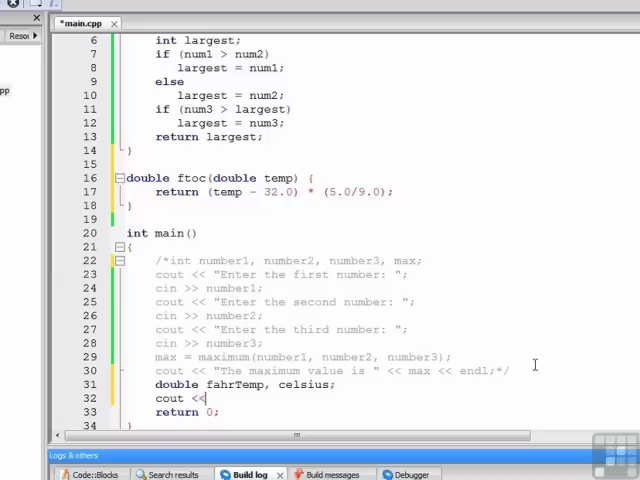 *main.cpp
Resou
6 int largest;
7 if (num1 > num2)
8 largest = num1;
9 else
10 largest = num2;
11 if (num3 > largest)
12 largest = num3;
13 return largest;
14 }
15
16 double ftoc(double temp) {
17 return (temp - 32.0) * (5.0/9.0);
18 }
19
20 int main()
21 {
22 /*int number1, number2, number3, max;
23 cout << "Enter the first number: ";
24 cin >> number1;
25 cout << "Enter the second number: ";
26 cin >> number2;
27 cout << "Enter the third number: ";
28 cin >> number3;
29 max = maximum(number1, number2, number3);
30 cout << "The maximum value is " << max << endl;*/
31 double fahrTemp, celsius;
32 cout <<
33 return 0;
34 }
pp
Logs & others
Code::Blocks
Search results
Build log
Build messages
Debugger